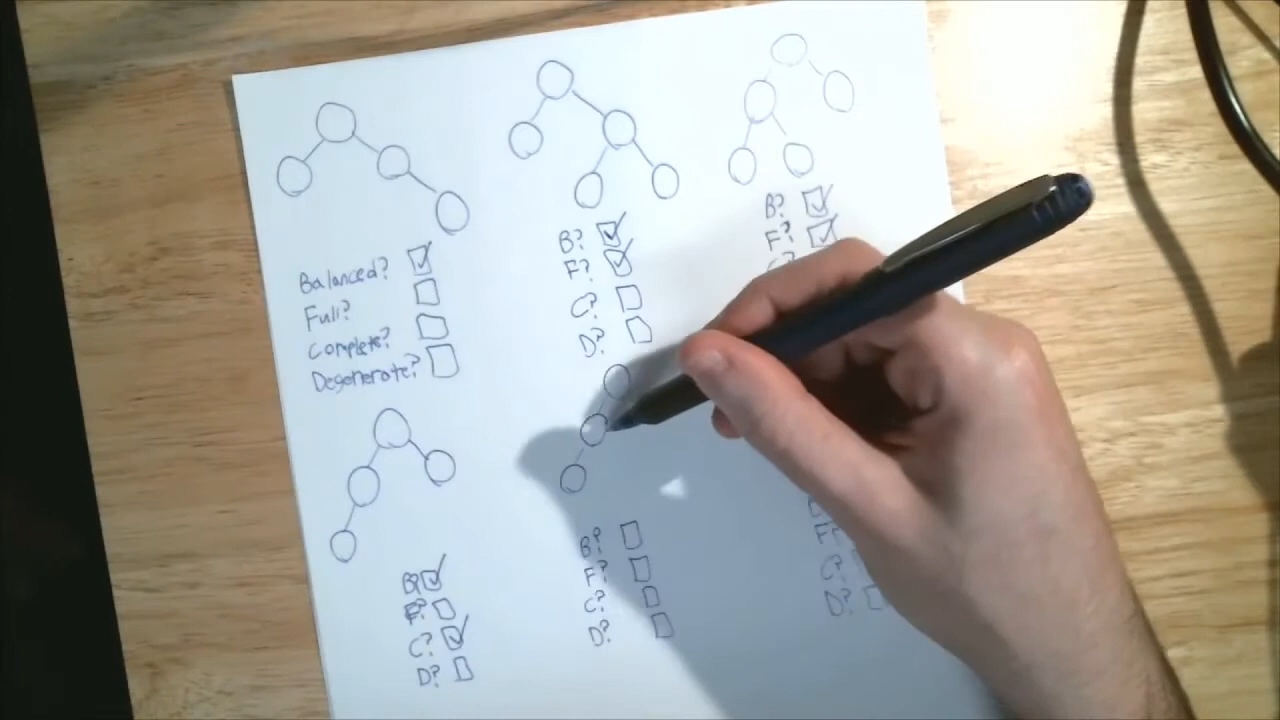 Balanced?
Full?
Complete?
Degenerate?
B?
F?
C?
D?
B?
F?
C?
B?
F?
C?
D?
B?
F?
C?
D?
F?
C?
D?